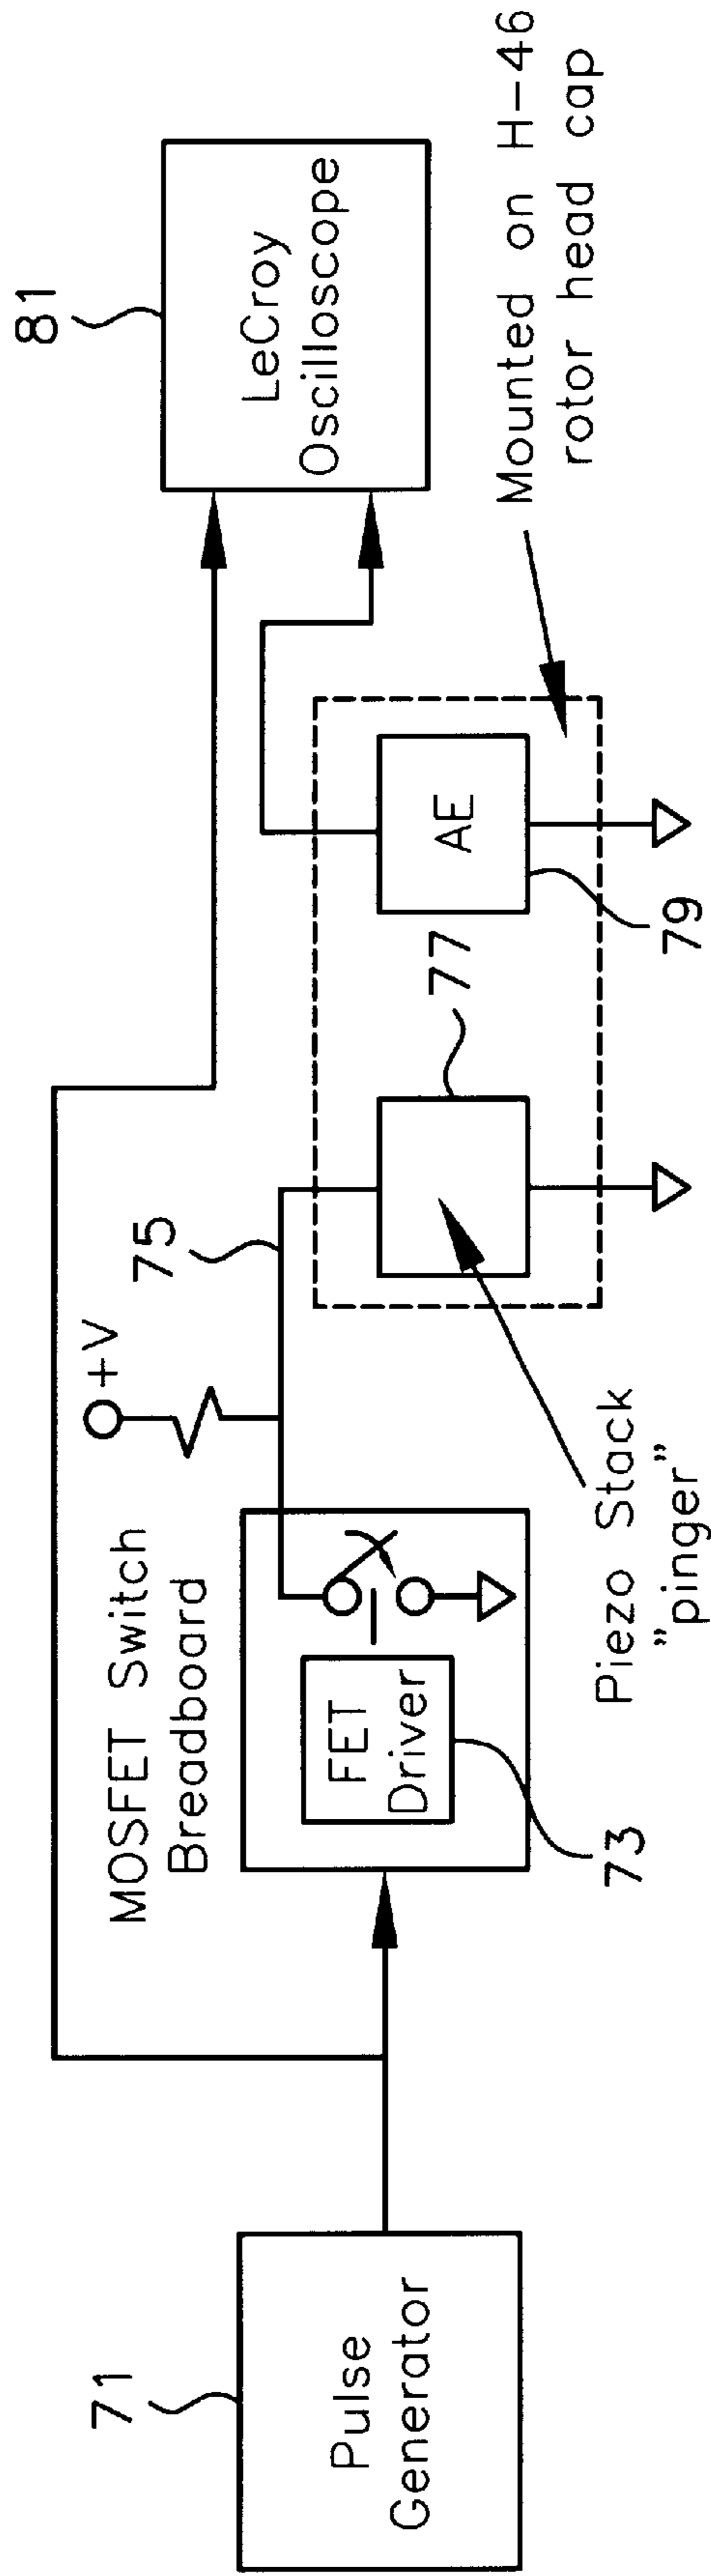 71
Pulse
Generator
MOSFET Switch
Breadboard
FET
Driver
73
+V
75
Piezo Stack
"pinger"
77
AE
79
81
LeCroy
Oscilloscope
Mounted on H-46
rotor head cap